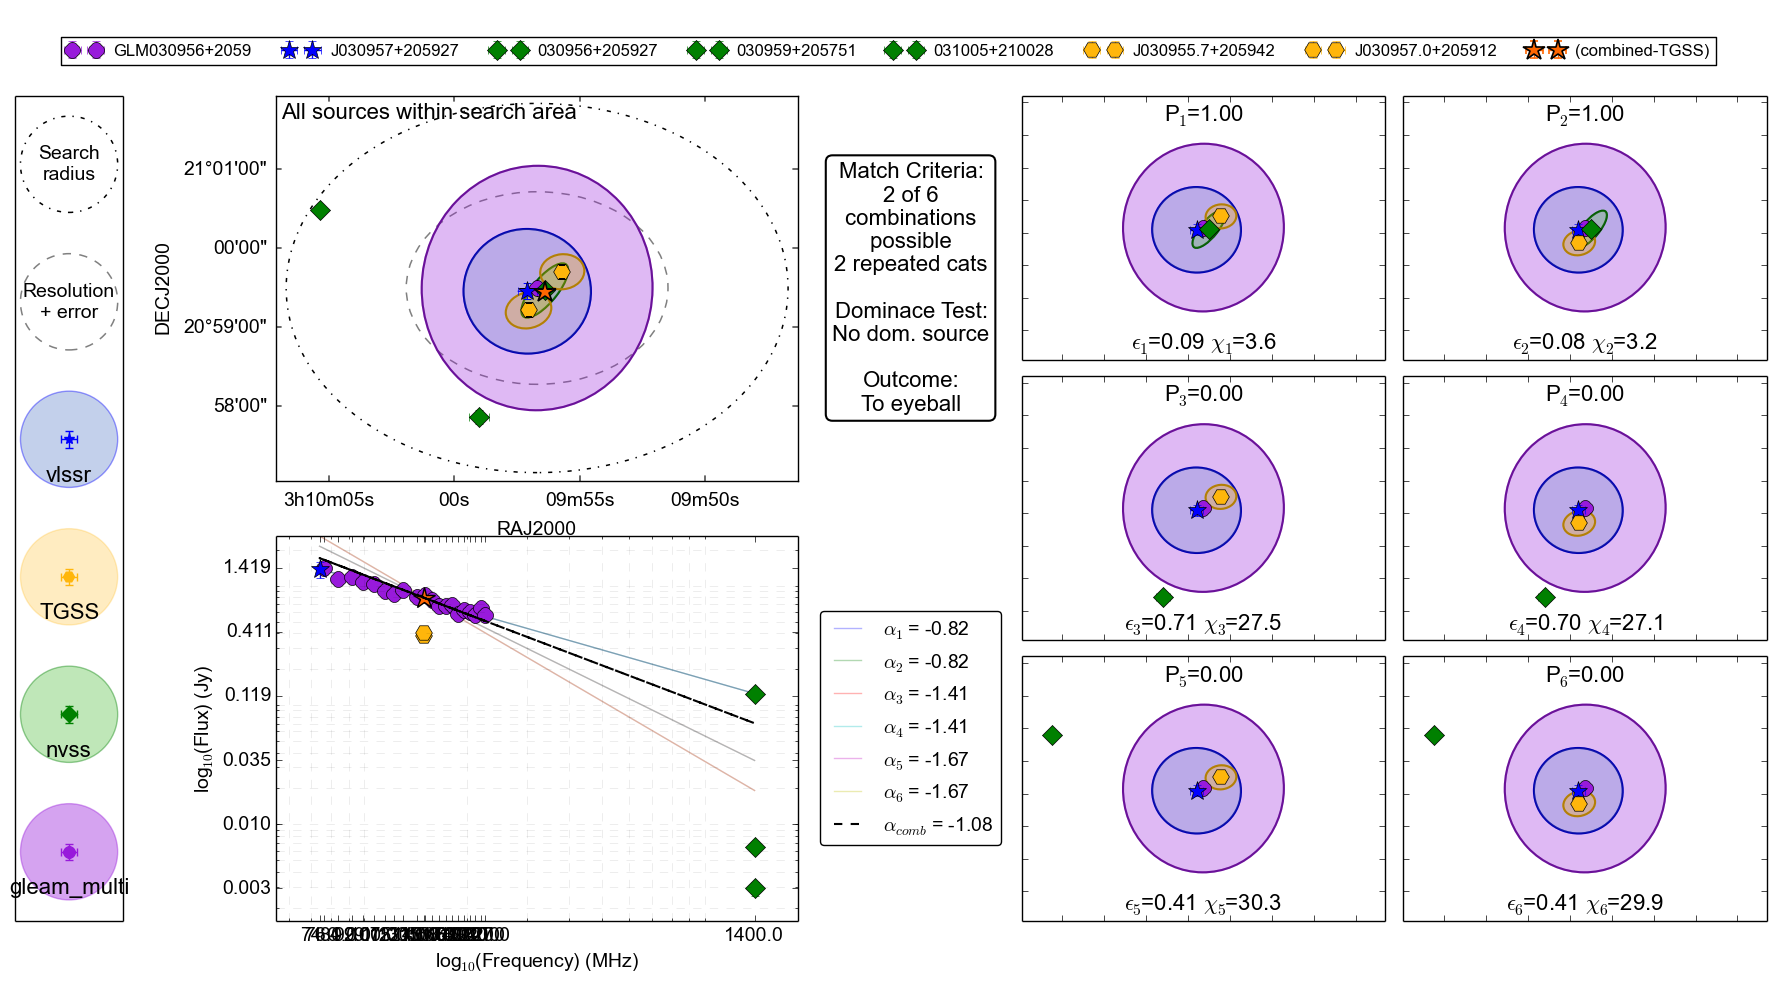 GLM030956+2059 J030957+205927 030956+205927 030959+205751 031005+210028 J030955.7+205942 J030957.0+205912 (combined-TGSS)
Search
radius
Resolution
+ error
vlssr
TGSS
nvss
gleam_multi
All sources within search area
DECJ2000
21°01'00"
00'00"
20°59'00"
58'00"
3h10m05s 00s 09m55s 09m50s
RAJ2000
Match Criteria:
2 of 6
combinations
possible
2 repeated cats
Dominace Test:
No dom. source
Outcome:
To eyeball
log10(Flux) (Jy)
1.419
0.411
0.119
0.035
0.010
0.003
1400.0
log10(Frequency) (MHz)
α1 = -0.82
α2 = -0.82
α3 = -1.41
α4 = -1.41
α5 = -1.67
α6 = -1.67
αcomb = -1.08
P1=1.00
ϵ1=0.09 χ1=3.6
P2=1.00
ϵ2=0.08 χ2=3.2
P3=0.00
ϵ3=0.71 χ3=27.5
P4=0.00
ϵ4=0.70 χ4=27.1
P5=0.00
ϵ5=0.41 χ5=30.3
P6=0.00
ϵ6=0.41 χ6=29.9